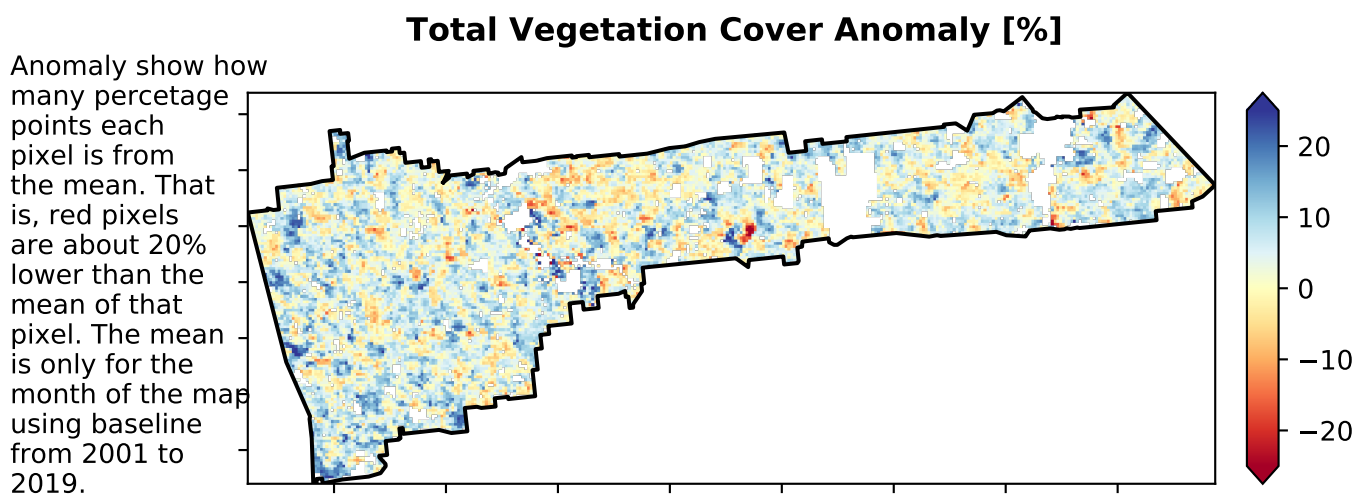 Total Vegetation Cover Anomaly [%]
Anomaly show how
many percetage
points each
pixel is from
the mean. That
is, red pixels
are about 20%
lower than the
mean of that
pixel. The mean
is only for the
month of the map
using baseline
from 2001 to
2019.
20
10
0
−10
−20